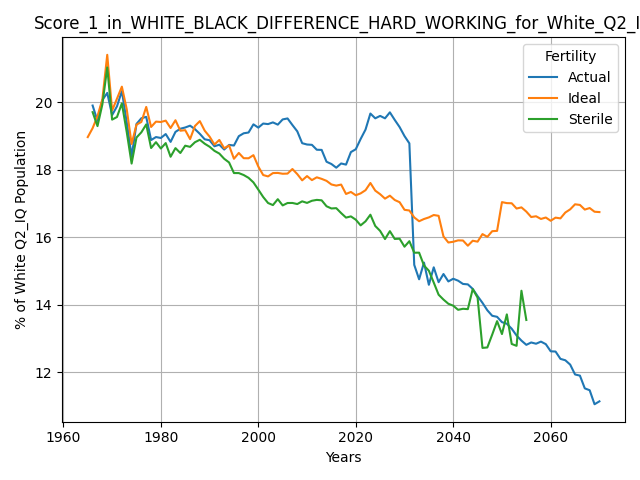 Score_1_in_WHITE_BLACK_DIFFERENCE_HARD_WORKING_for_White_Q2_I
Fertility
Actual
Ideal
Sterile
% of White Q2_IQ Population
20
18
16
14
12
1960 1980 2000 2020 2040 2060
Years